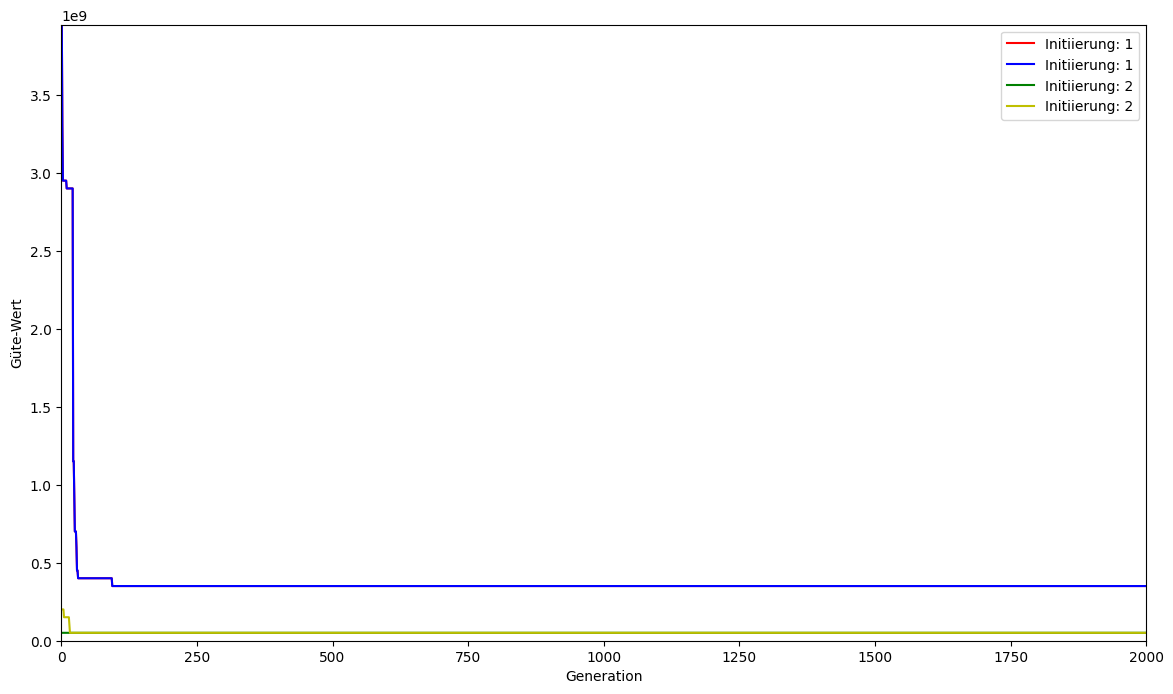 1e9
Initiierung: 1
Initiierung: 1
Initiierung: 2
Initiierung: 2
Güte-Wert
3.5
3.0
2.5
2.0
1.5
1.0
0.5
0.0
0 250 500 750 1000 1250 1500 1750 2000
Generation